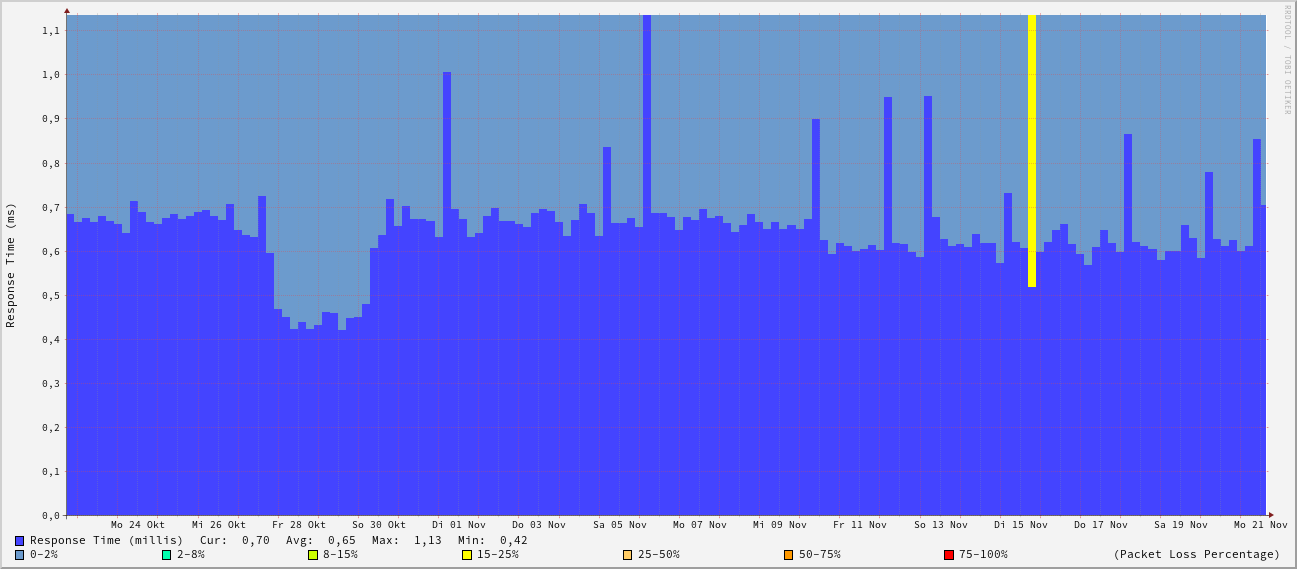 RRDTOOL / TOBI OETIKER
Response Time (ms)
1,1
1,0
0,9
0,8
0,7
0,6
0,5
0,4
0,3
0,2
0,1
0,0
Mo 24 Okt Mi 26 Okt Fr 28 Okt So 30 Okt Di 01 Nov Do 03 Nov Sa 05 Nov Mo 07 Nov Mi 09 Nov Fr 11 Nov So 13 Nov Di 15 Nov Do 17 Nov Sa 19 Nov Mo 21 Nov
Response Time (millis) Cur: 0,70 Avg: 0,65 Max: 1,13 Min: 0,42
0-2% 2-8% 8-15% 15-25% 25-50% 50-75% 75-100% (Packet Loss Percentage)